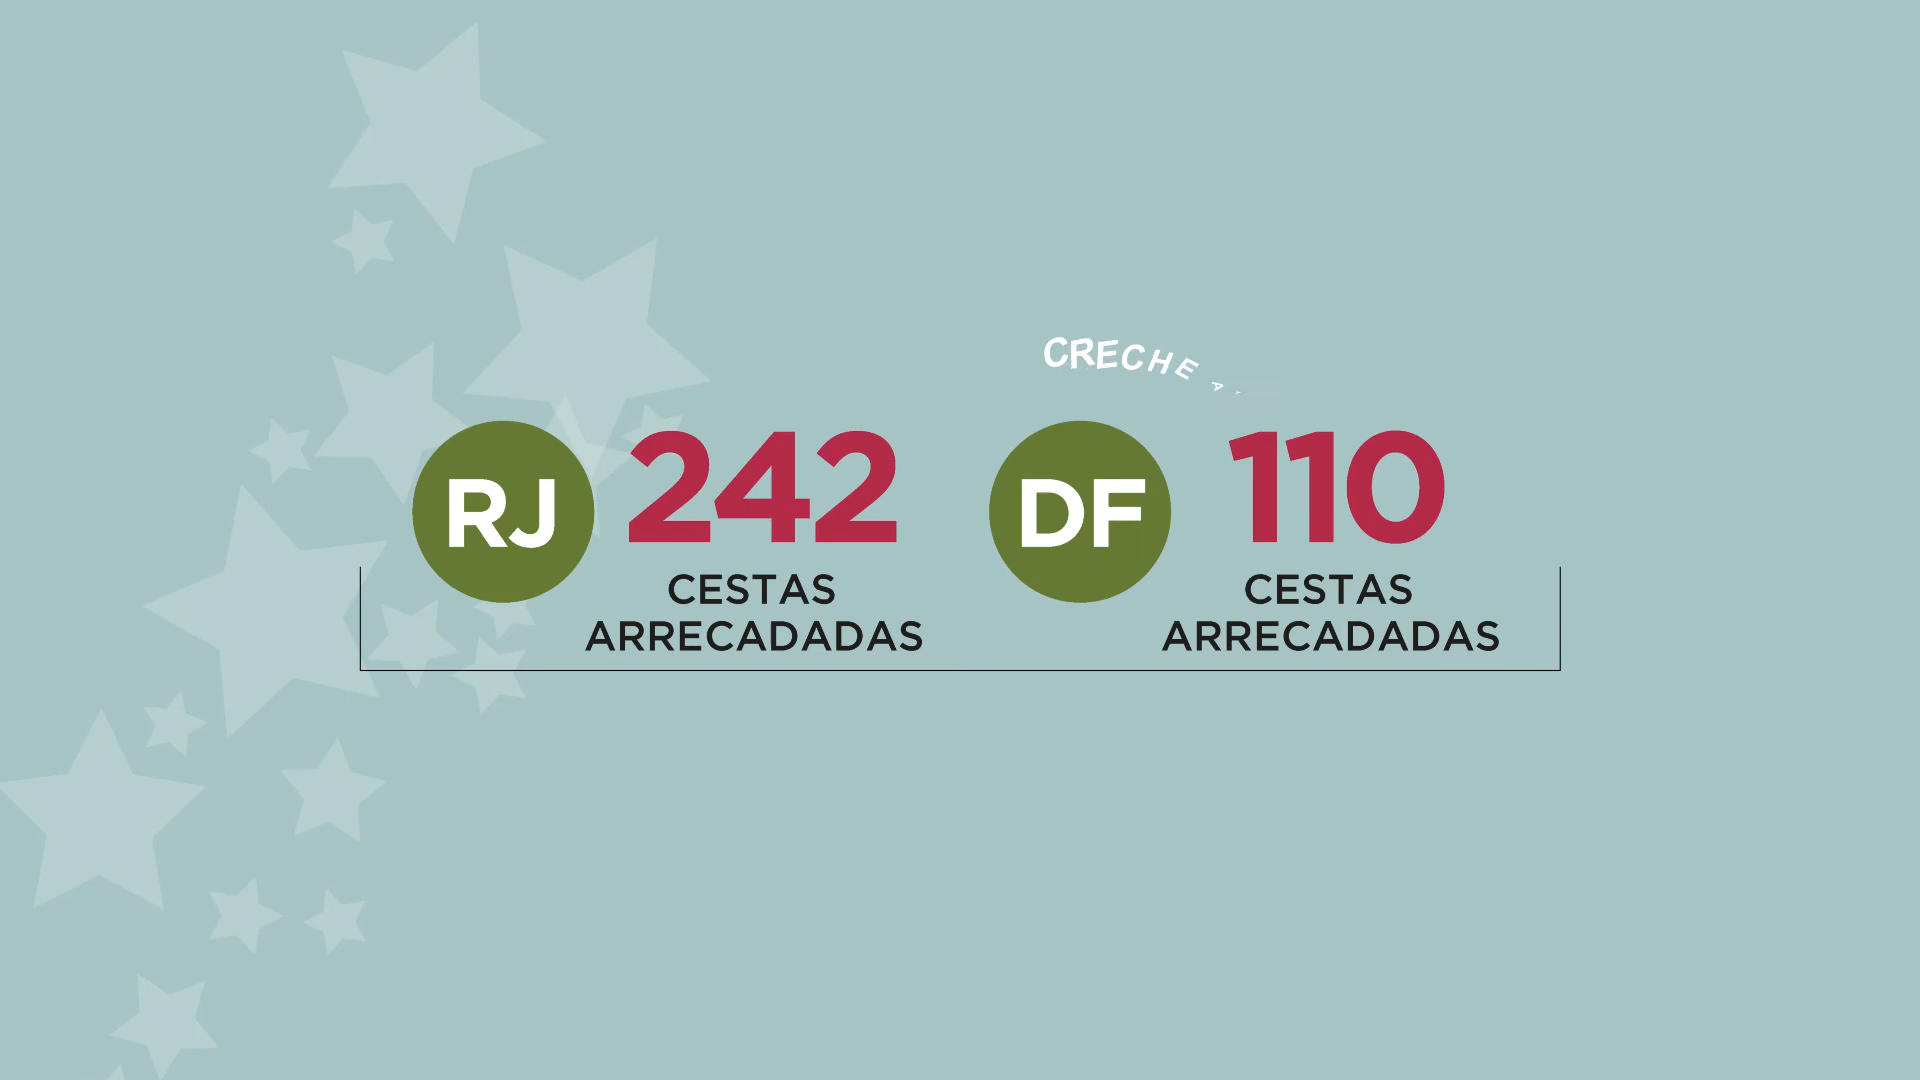 CRECHE
RJ 242
CESTAS
ARRECADADAS
DF 110
CESTAS
ARRECADADAS